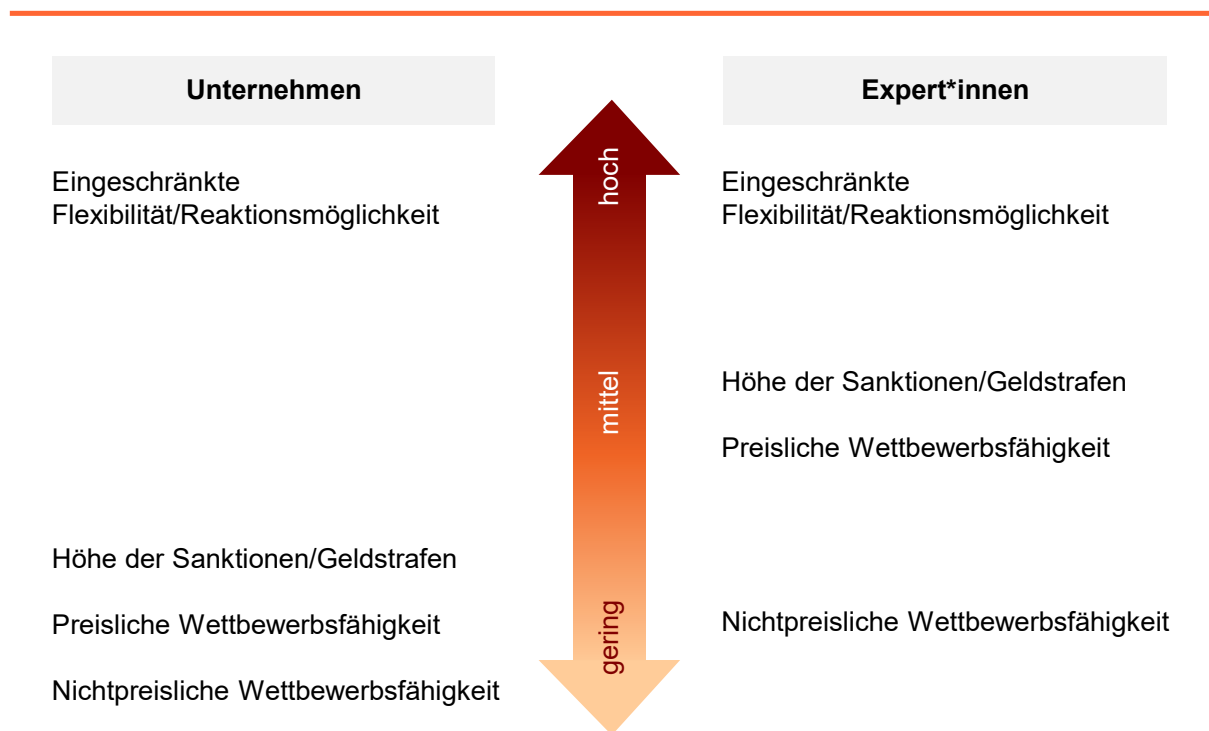 Unternehmen
Expert*innen
Eingeschränkte
Flexibilität/Reaktionsmöglichkeit
hoch
Eingeschränkte
Flexibilität/Reaktionsmöglichkeit
mittel
Höhe der Sanktionen/Geldstrafen
Preisliche Wettbewerbsfähigkeit
Höhe der Sanktionen/Geldstrafen
Preisliche Wettbewerbsfähigkeit
Nichtpreisliche Wettbewerbsfähigkeit
gering
Nichtpreisliche Wettbewerbsfähigkeit